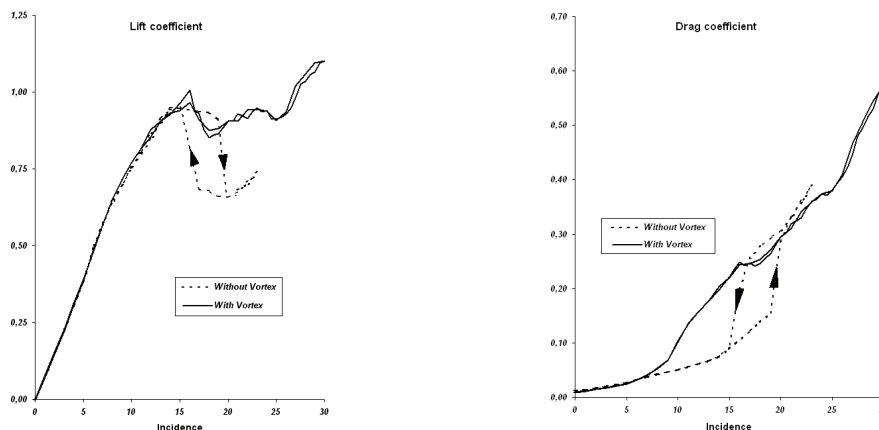 Lift coefficient
1,25
1,00
0,75
0,50
0,25
0,00
Without Vortex
With Vortex
0 5 10 15 20 25 30
Incidence
Drag coefficient
0,70
0,60
0,50
0,40
0,30
0,20
0,10
0,00
Without Vortex
With Vortex
0 5 10 15 20 25
Incidence